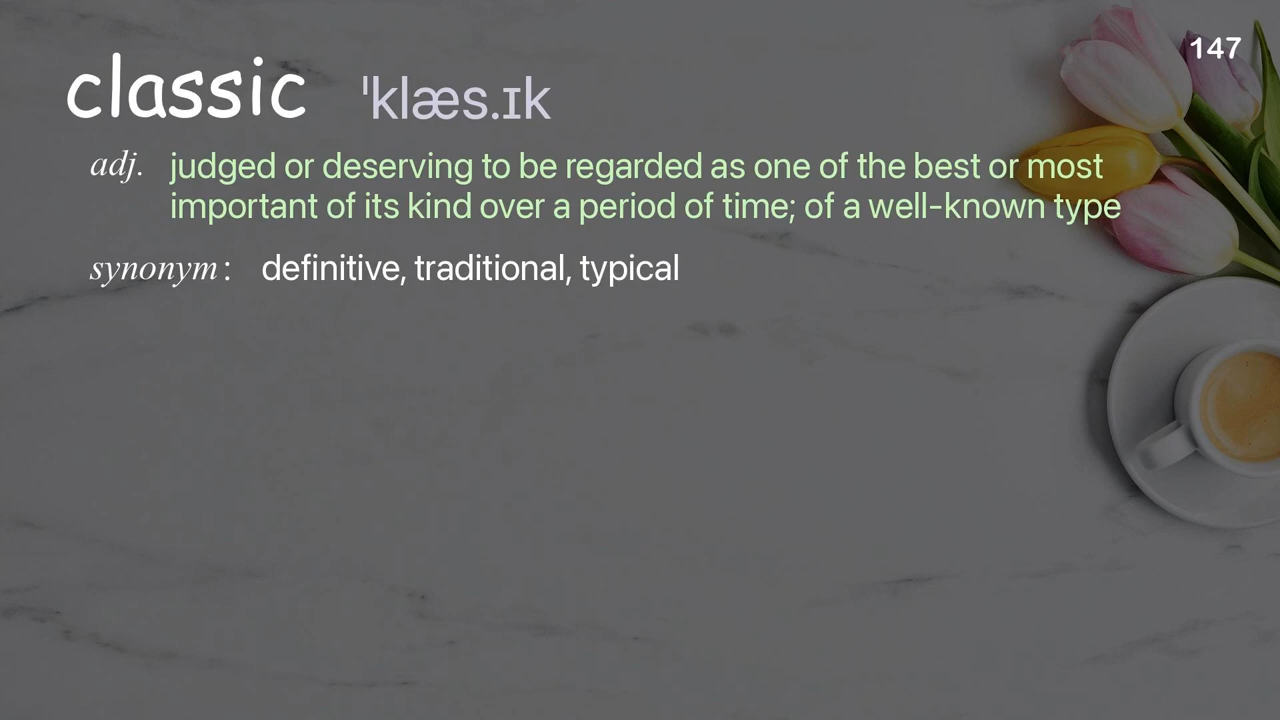 147
classic ˈklæs.ɪk
adj. judged or deserving to be regarded as one of the best or most
important of its kind over a period of time; of a well-known type
synonym : definitive, traditional, typical